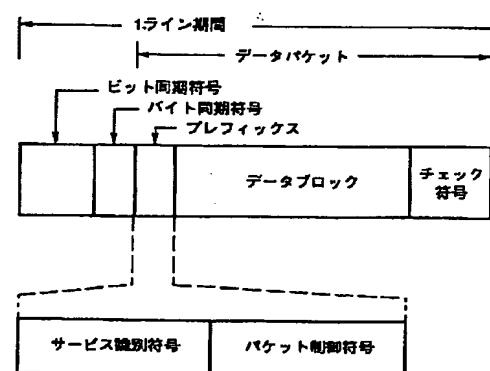 1ライン期間
データパケット
ビット同期符号
バイト同期符号
プレフィックス
データブロック
チェック
符号
サービス識別符号
パケット制御符号